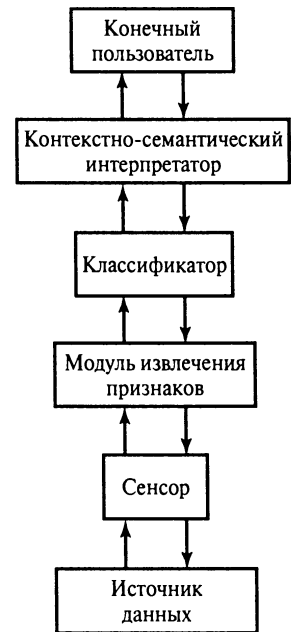 Конечный
пользователь
Контекстно-семантический
интерпретатор
Классификатор
Модуль извлечения
признаков
Сенсор
Источник
данных